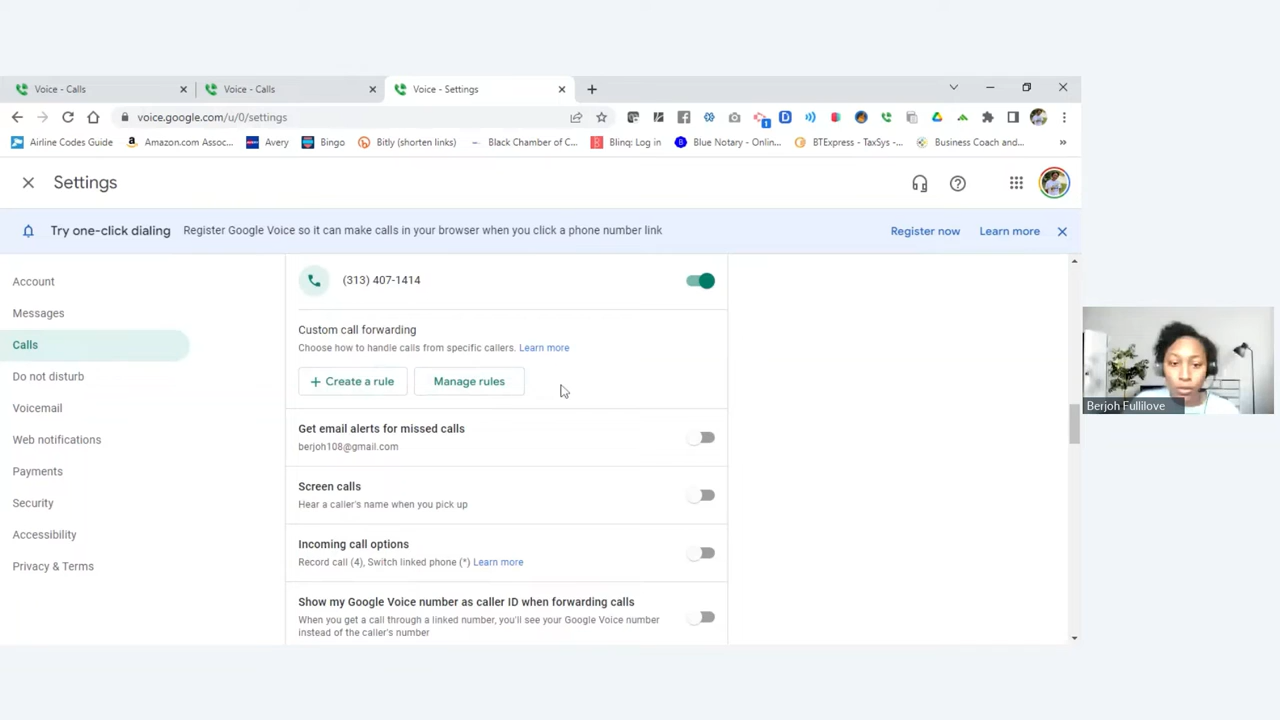 Voice - Calls
Voice - Calls
Voice - Settings
voice.google.com/u/0/settings
Airline Codes Guide
Amazon.com Assoc...
Avery
Bingo
Bitly (shorten links)
Black Chamber of C...
Blinq: Log in
Blue Notary - Onlin...
BTExpress - TaxSys -...
Business Coach and...
Settings
Try one-click dialing
Register Google Voice so it can make calls in your browser when you click a phone number link
Register now
Learn more
Account
Messages
Calls
Do not disturb
Voicemail
Web notifications
Payments
Security
Accessibility
Privacy & Terms
(313) 407-1414
Custom call forwarding
Choose how to handle calls from specific callers. Learn more
+ Create a rule
Manage rules
Get email alerts for missed calls
berjoh108@gmail.com
Screen calls
Hear a caller's name when you pick up
Incoming call options
Record call (4), Switch linked phone (*) Learn more
Show my Google Voice number as caller ID when forwarding calls
When you get a call through a linked number, you'll see your Google Voice number
instead of the caller's number
Berjoh Fullilove